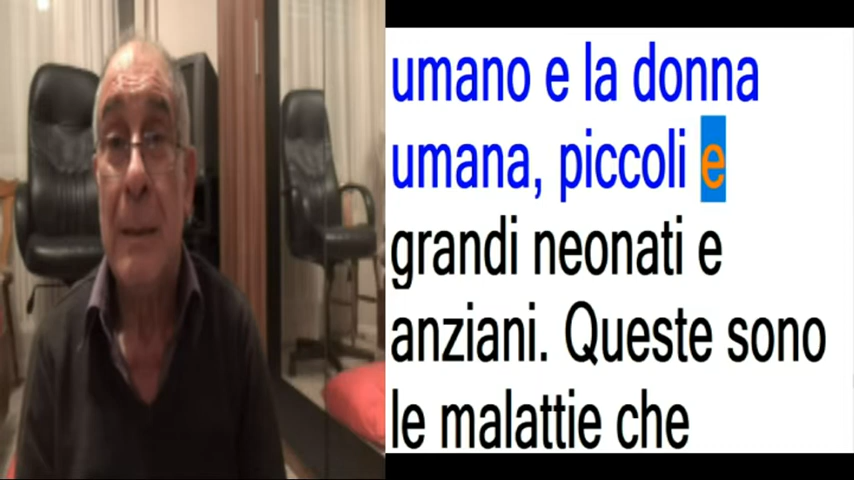 umano e la donna
umana, piccoli e
grandi neonati e
anziani. Queste sono
le malattie che